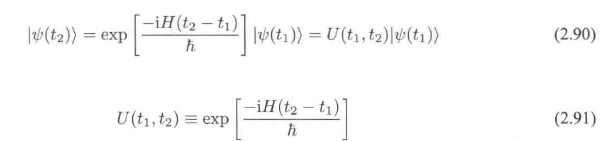 |ψ(t₂)⟩ = exp [ −iH(t₂ − t₁) / ℏ ] |ψ(t₁)⟩ = U(t₁, t₂)|ψ(t₁)⟩ (2.90)
U(t₁, t₂) ≡ exp [ −iH(t₂ − t₁) / ℏ ] (2.91)